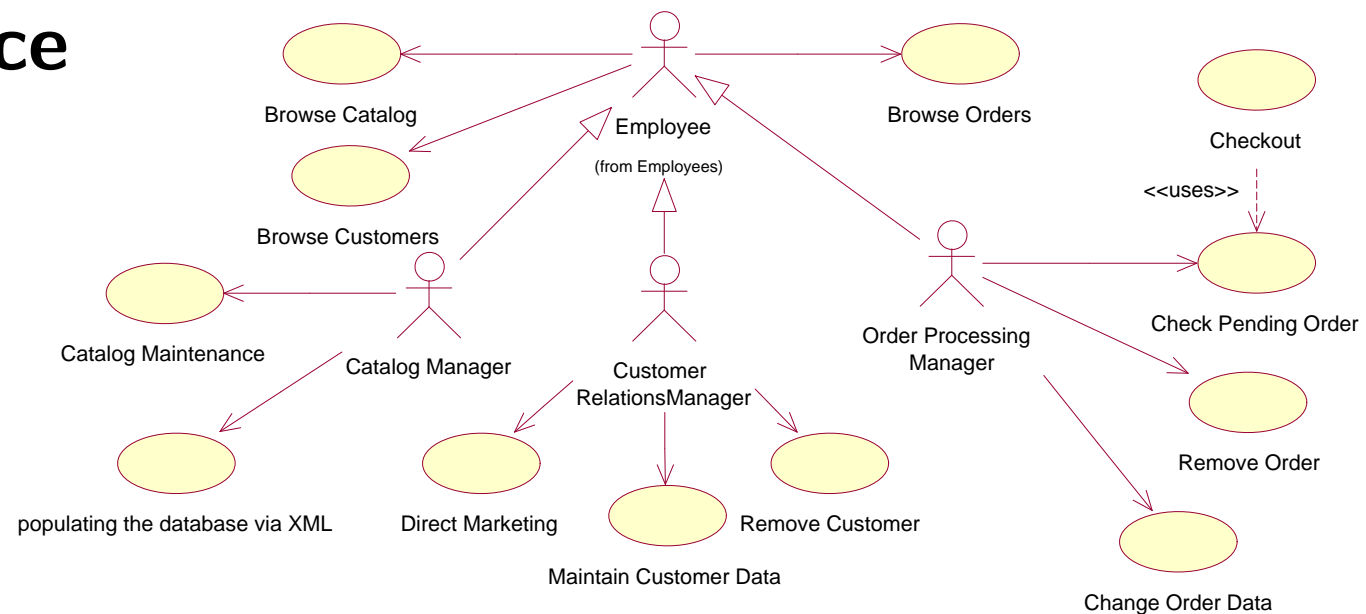 ce
Browse Catalog
Employee
(from Employees)
Browse Orders
Checkout
<<uses>>
Browse Customers
Catalog Maintenance
Catalog Manager
Customer
RelationsManager
Order Processing
Manager
Check Pending Order
Remove Order
populating the database via XML
Direct Marketing
Remove Customer
Maintain Customer Data
Change Order Data